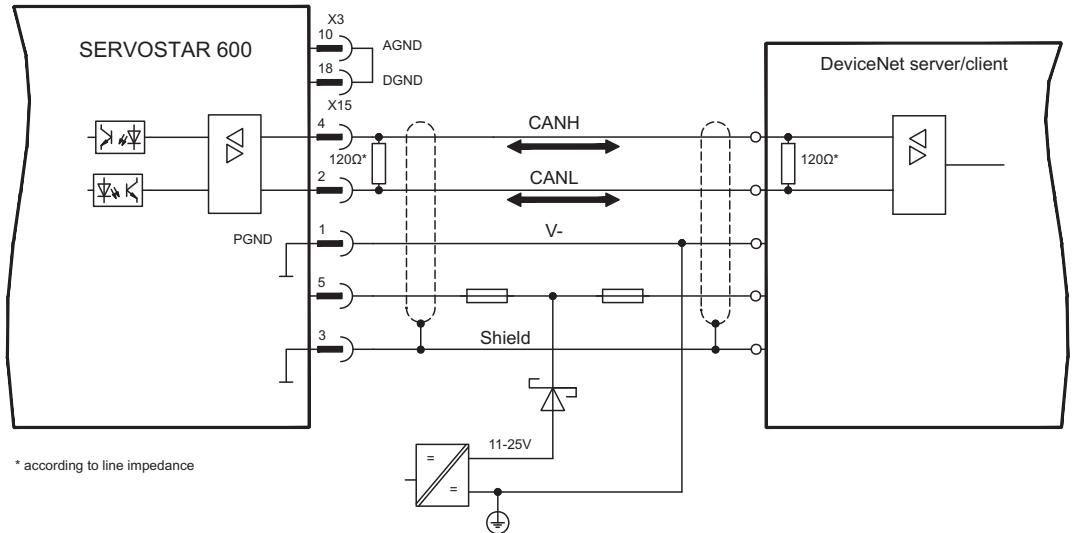 SERVOSTAR 600
X3
10
AGND
18
DGND
X15
4
CANH
120Ω*
2
CANL
PGND
1
V-
5
3
Shield
DeviceNet server/client
120Ω*
11-25V
=
=
* according to line impedance